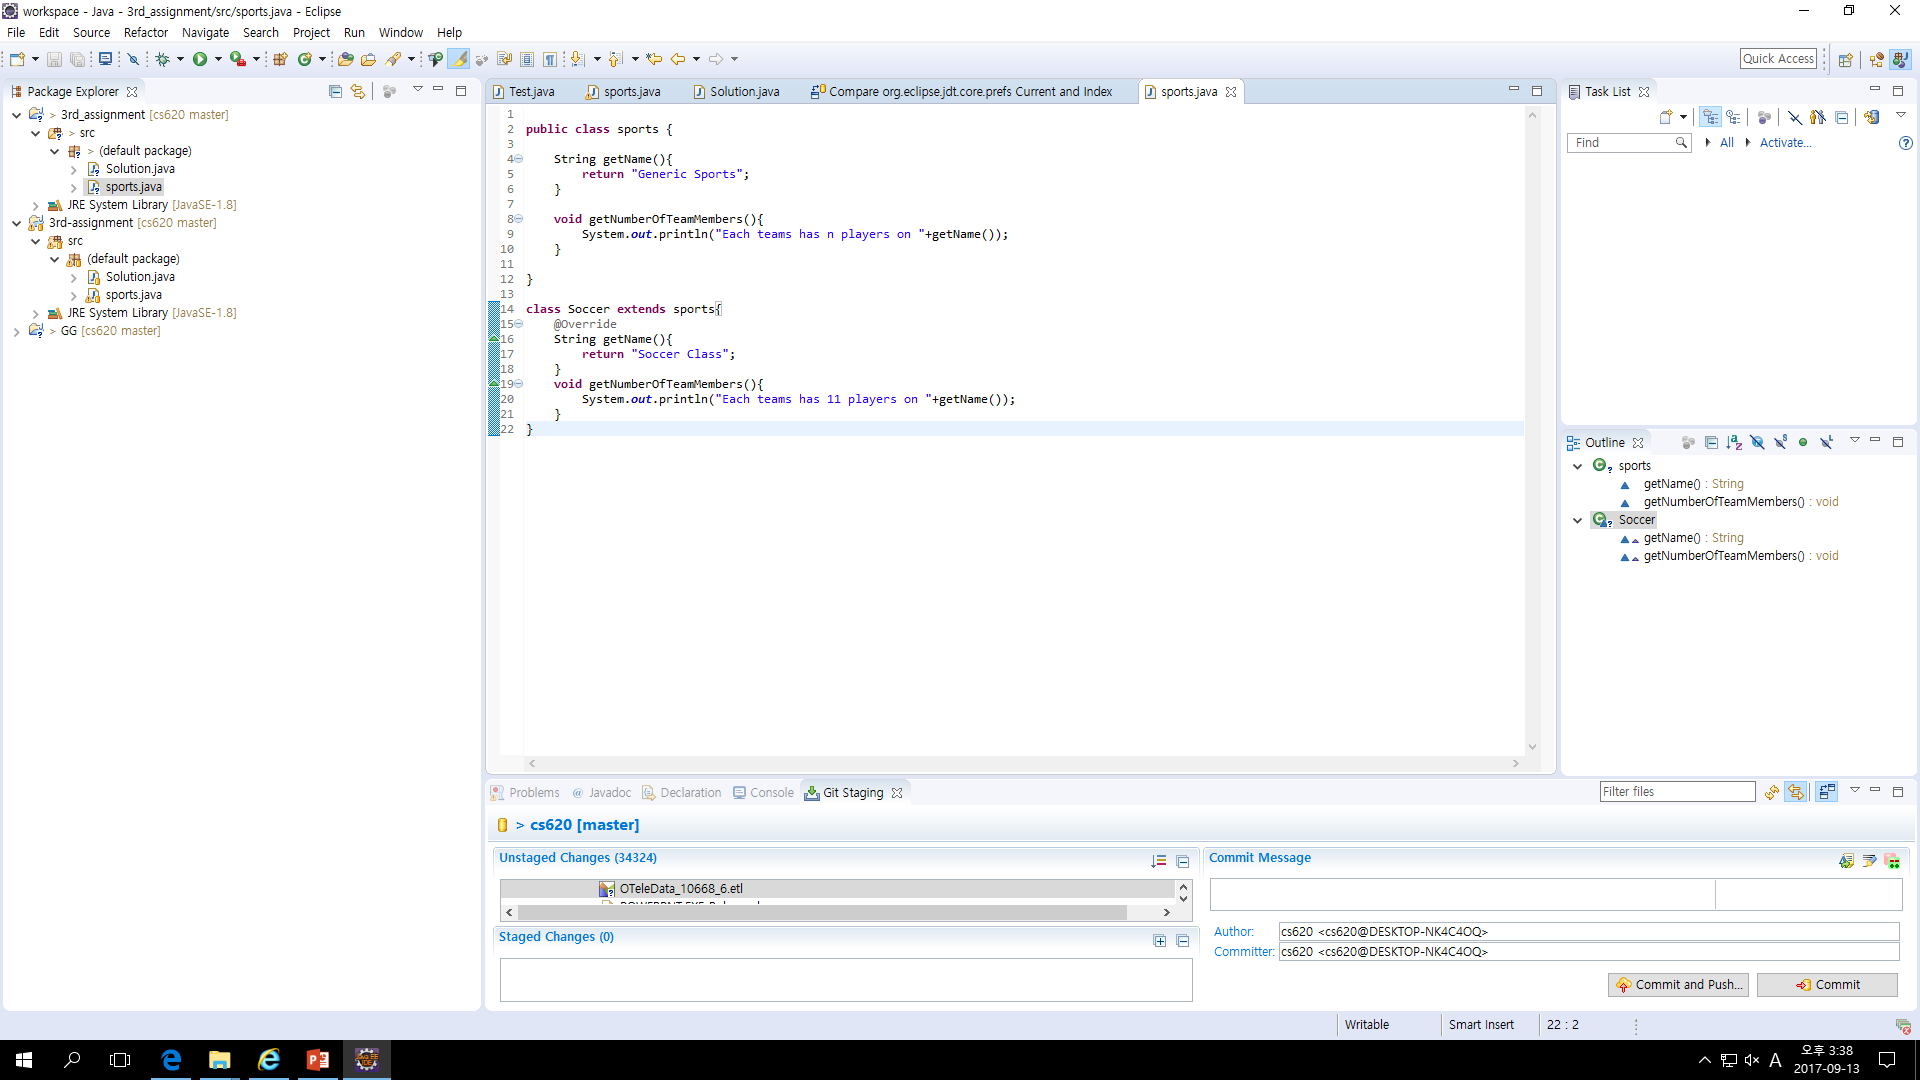 workspace - Java - 3rd_assignment/src/sports.java - Eclipse
File Edit Source Refactor Navigate Search Project Run Window Help
Quick Access
Package Explorer
> 3rd_assignment [cs620 master]
> src
> (default package)
Solution.java
sports.java
JRE System Library [JavaSE-1.8]
3rd-assignment [cs620 master]
src
(default package)
Solution.java
sports.java
JRE System Library [JavaSE-1.8]
> GG [cs620 master]
Test.java sports.java Solution.java Compare org.eclipse.jdt.core.prefs Current and Index sports.java
1
2 public class sports {
3
4 String getName(){
5 return "Generic Sports";
6 }
7
8 void getNumberOfTeamMembers(){
9 System.out.println("Each teams has n players on "+getName());
10 }
11
12 }
13
14 class Soccer extends sports{
15 @Override
16 String getName(){
17 return "Soccer Class";
18 }
19 void getNumberOfTeamMembers(){
20 System.out.println("Each teams has 11 players on "+getName());
21 }
22 }
Task List
Find All Activate...
Outline
sports
getName() : String
getNumberOfTeamMembers() : void
Soccer
getName() : String
getNumberOfTeamMembers() : void
Problems @ Javadoc Declaration Console Git Staging
Filter files
> cs620 [master]
Unstaged Changes (34324)
OTeleData_10668_6.etl
Staged Changes (0)
Commit Message
Author: cs620 <cs620@DESKTOP-NK4C4OQ>
Committer: cs620 <cs620@DESKTOP-NK4C4OQ>
Commit and Push... Commit
Writable Smart Insert 22 : 2
A 오후 3:38
2017-09-13